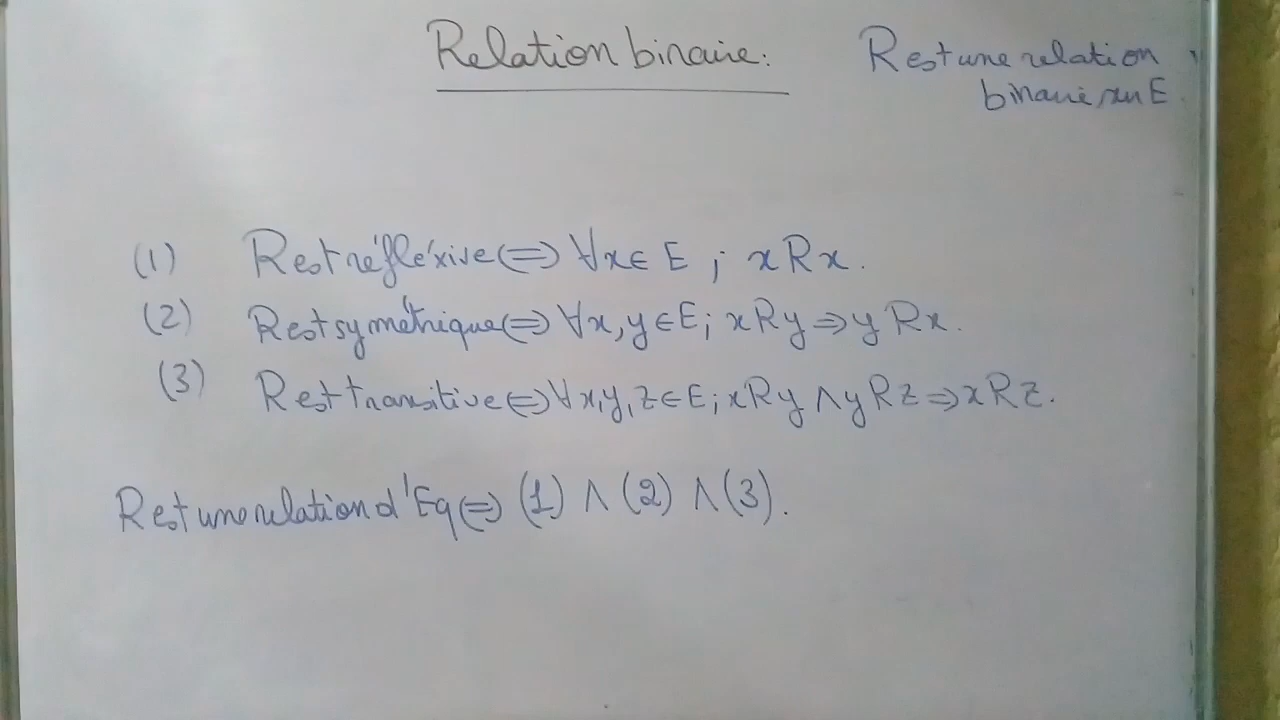 Relation binaire:
R est une relation
binaire sur E.
(1) R est réfléxive ⇔ ∀x ∈ E ; xRx.
(2) R est symétrique ⇔ ∀x,y ∈ E; xRy ⇒ yRx.
(3) R est transitive ⇔ ∀x,y,z ∈ E; xRy ∧ yRz ⇒ xRz.
R est une relation d'Eq ⇔ (1) ∧ (2) ∧ (3).